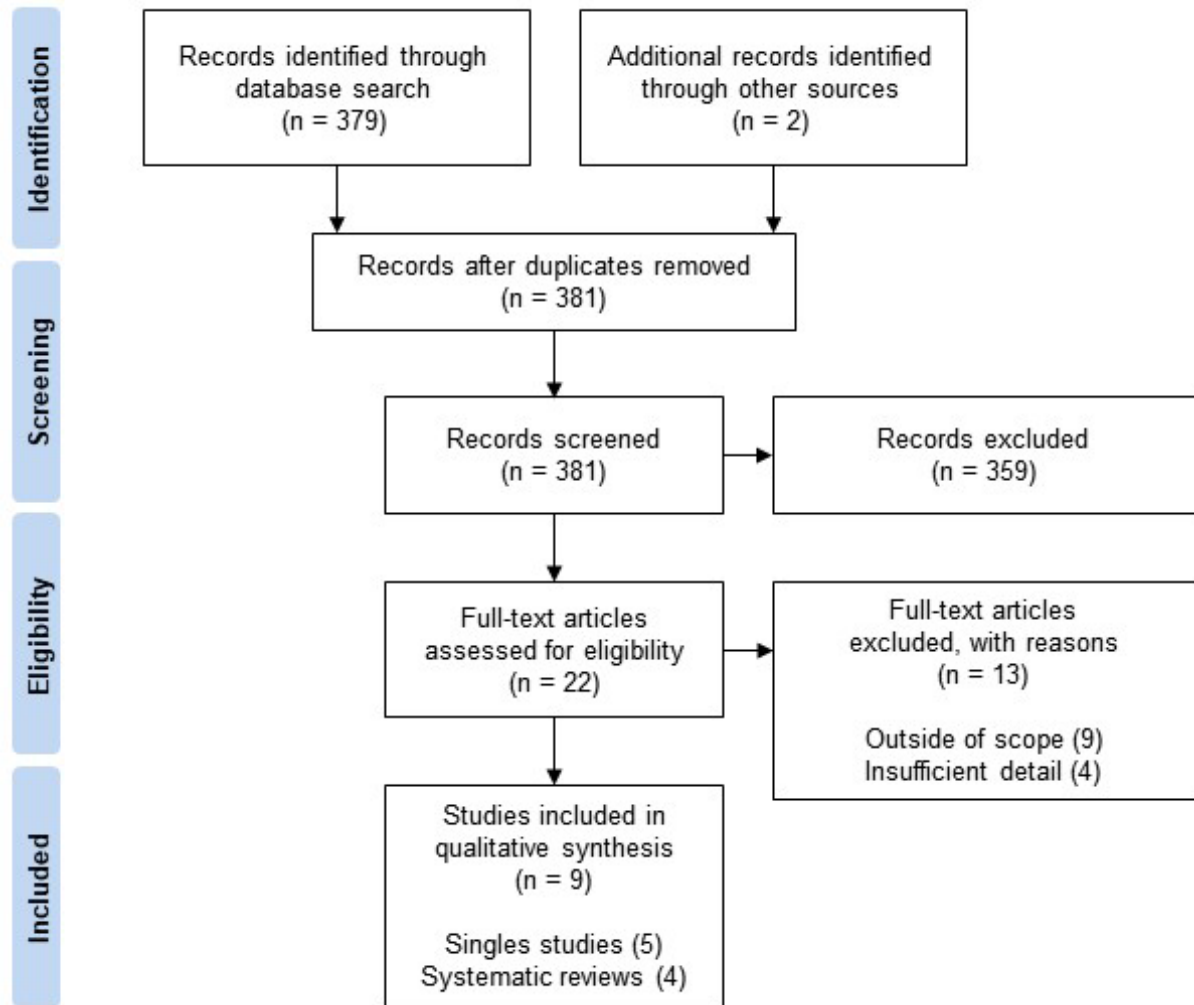 Identification
Records identified through
database search
(n = 379)
Additional records identified
through other sources
(n = 2)
Records after duplicates removed
(n = 381)
Screening
Records screened
(n = 381)
Records excluded
(n = 359)
Eligibility
Full-text articles
assessed for eligibility
(n = 22)
Full-text articles
excluded, with reasons
(n = 13)
Outside of scope (9)
Insufficient detail (4)
Included
Studies included in
qualitative synthesis
(n = 9)
Singles studies (5)
Systematic reviews (4)